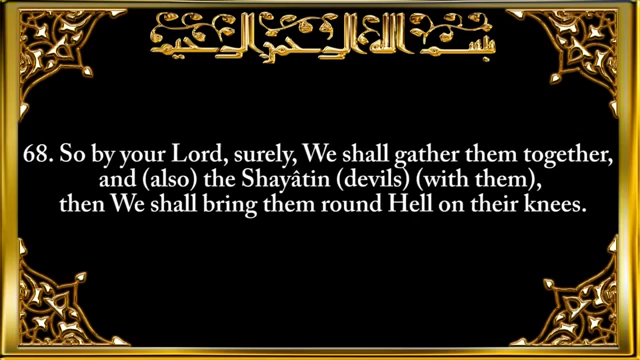 بسم الله الرحمن الرحيم
68. So by your Lord, surely, We shall gather them together,
and (also) the Shayâtin (devils) (with them),
then We shall bring them round Hell on their knees.